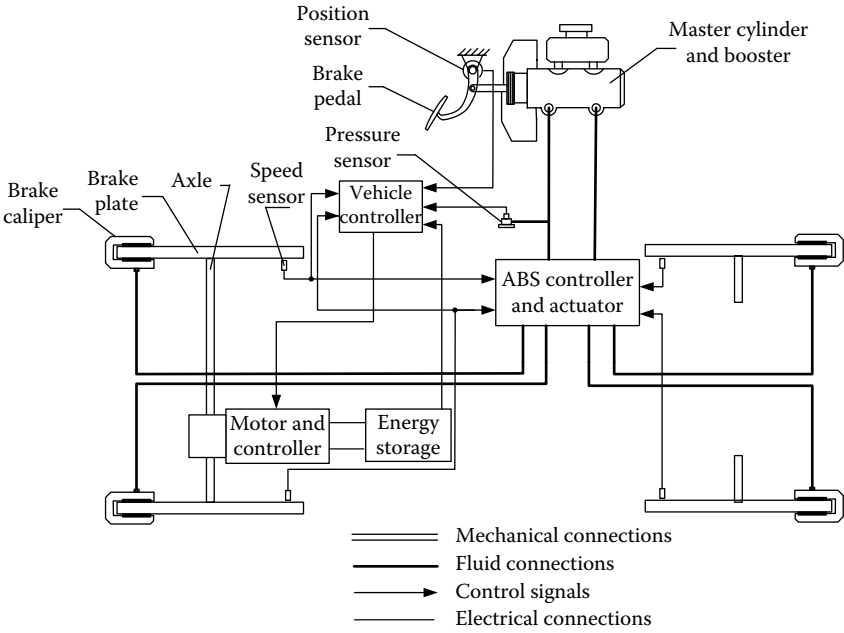 Position
sensor
Master cylinder
and booster
Brake
pedal
Pressure
sensor
Brake
caliper
Brake
plate
Axle
Speed
sensor
Vehicle
controller
ABS controller
and actuator
Motor and
controller
Energy
storage
Mechanical connections
Fluid connections
Control signals
Electrical connections